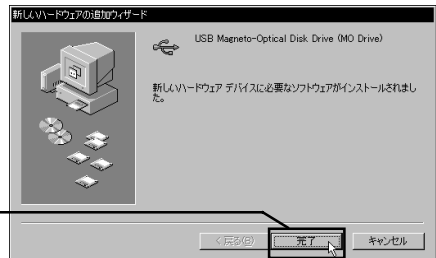 新しいハードウェアの追加ウィザード
USB Magneto-Optical Disk Drive (MO Drive)
新しいハードウェア デバイスに必要なソフトウェアがインストールされまし
た。
< 戻る(B)
完了
キャンセル